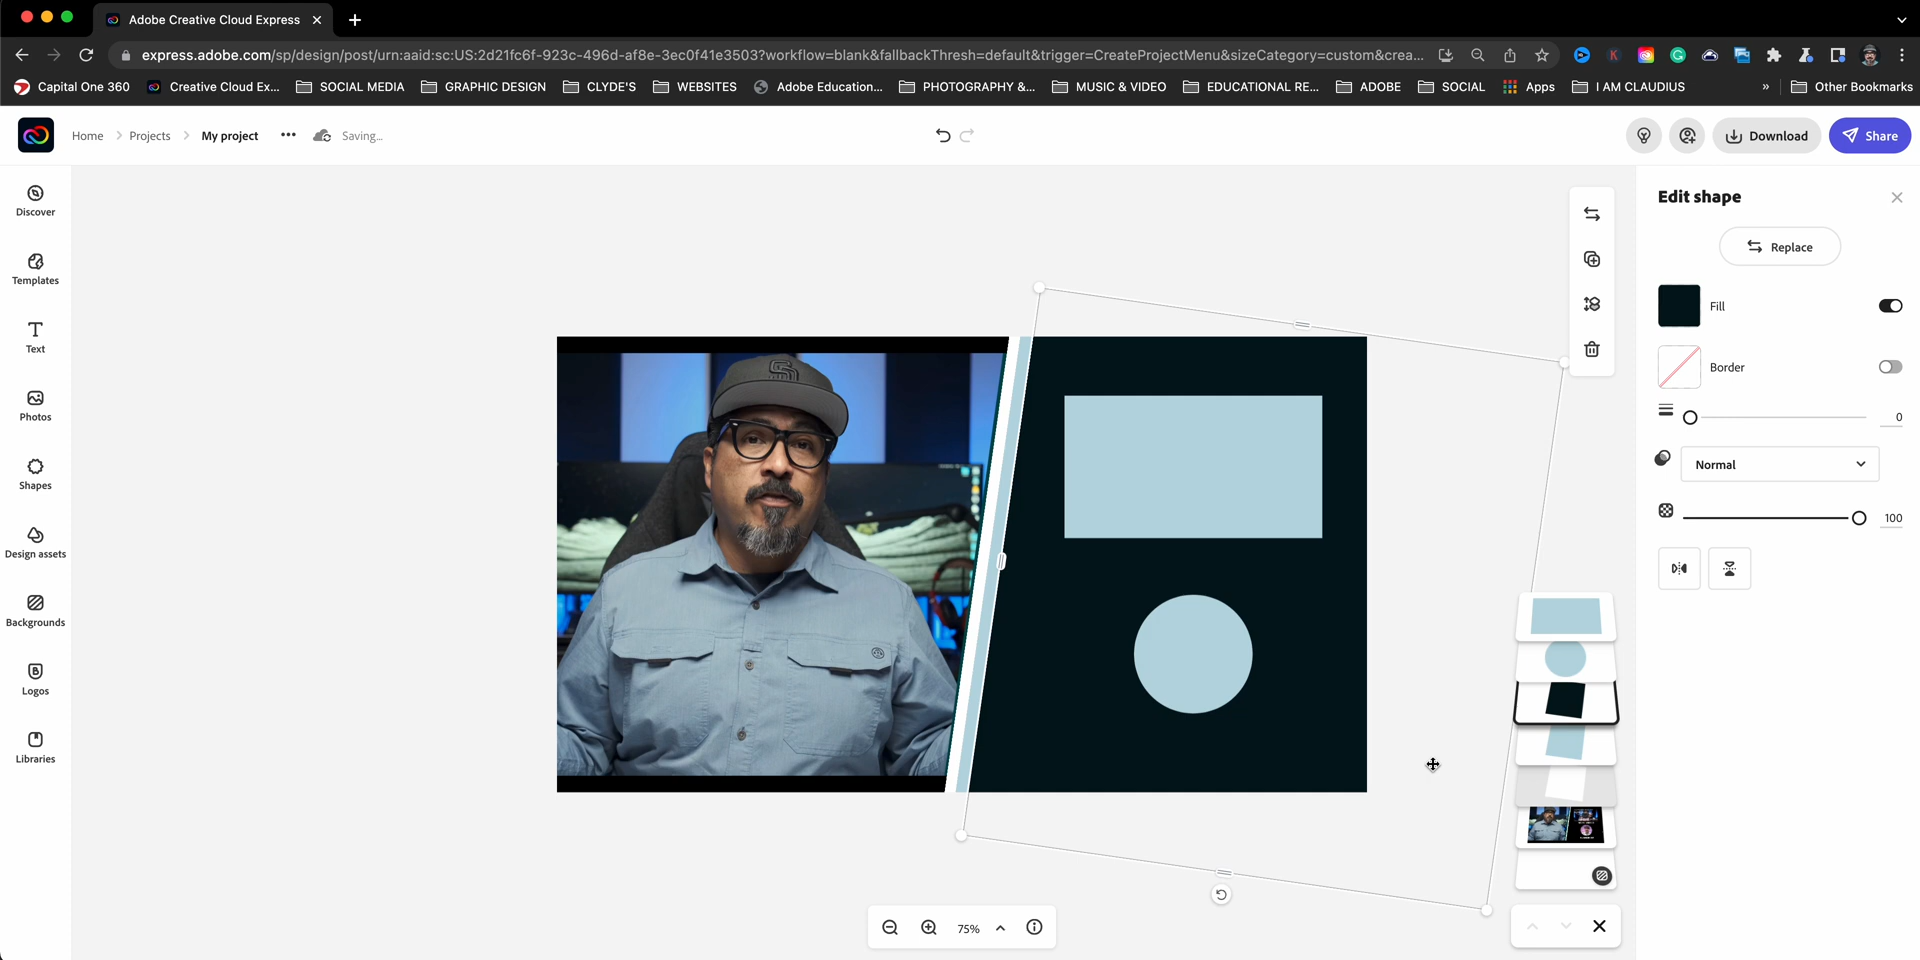 Adobe Creative Cloud Express
express.adobe.com/sp/design/post/urn:aaid:sc:US:2d21fc6f-923c-496d-af8e-3ec0f41e3503?workflow=blank&fallbackThresh=default&trigger=CreateProjectMenu&sizeCategory=custom&crea...
Capital One 360 Creative Cloud Ex... SOCIAL MEDIA GRAPHIC DESIGN CLYDE'S WEBSITES Adobe Education... PHOTOGRAPHY &... MUSIC & VIDEO EDUCATIONAL RE... ADOBE SOCIAL Apps I AM CLAUDIUS » Other Bookmarks
Home Projects My project Saving... Download Share
Discover
Templates
Text
Photos
Shapes
Design assets
Backgrounds
Logos
Libraries
75%
Edit shape
Replace
Fill
Border
0
Normal
100